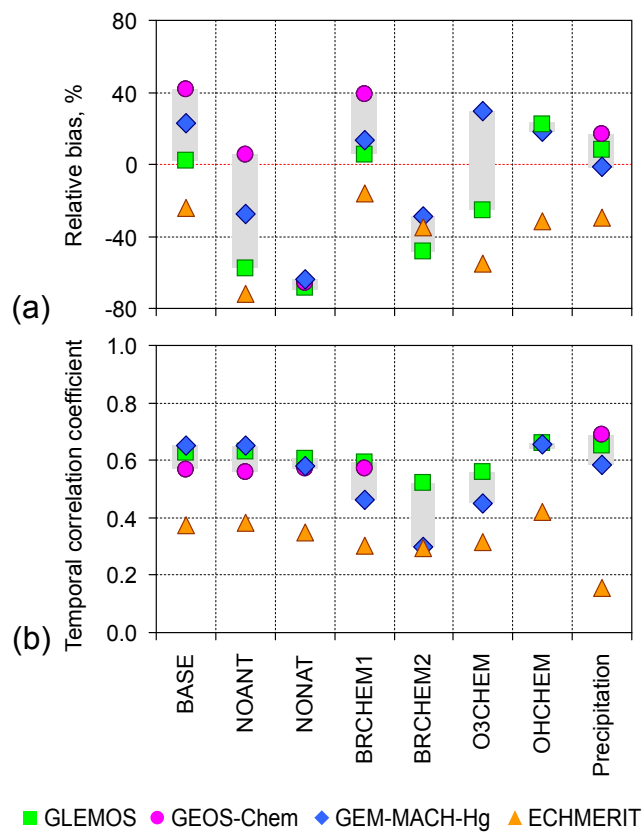 80
40
0
-40
-80
Relative bias, %
(a)
1.0
0.8
0.6
0.4
0.2
0.0
Temporal correlation coefficient
(b)
BASE
NOANT
NONAT
BRCHEM1
BRCHEM2
O3CHEM
OHCHEM
Precipitation
GLEMOS GEOS-Chem GEM-MACH-Hg ECHMERIT